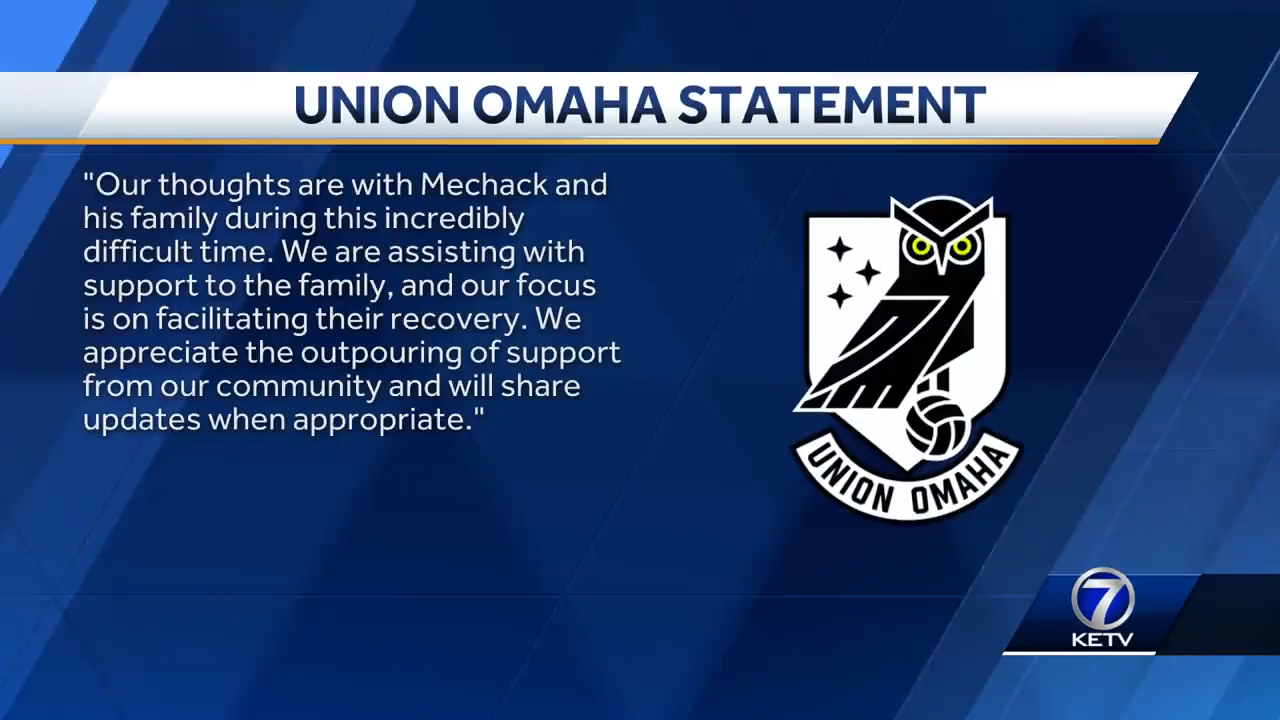 UNION OMAHA STATEMENT
"Our thoughts are with Mechack and
his family during this incredibly
difficult time. We are assisting with
support to the family, and our focus
is on facilitating their recovery. We
appreciate the outpouring of support
from our community and will share
updates when appropriate."
UNION OMAHA
7
KETV